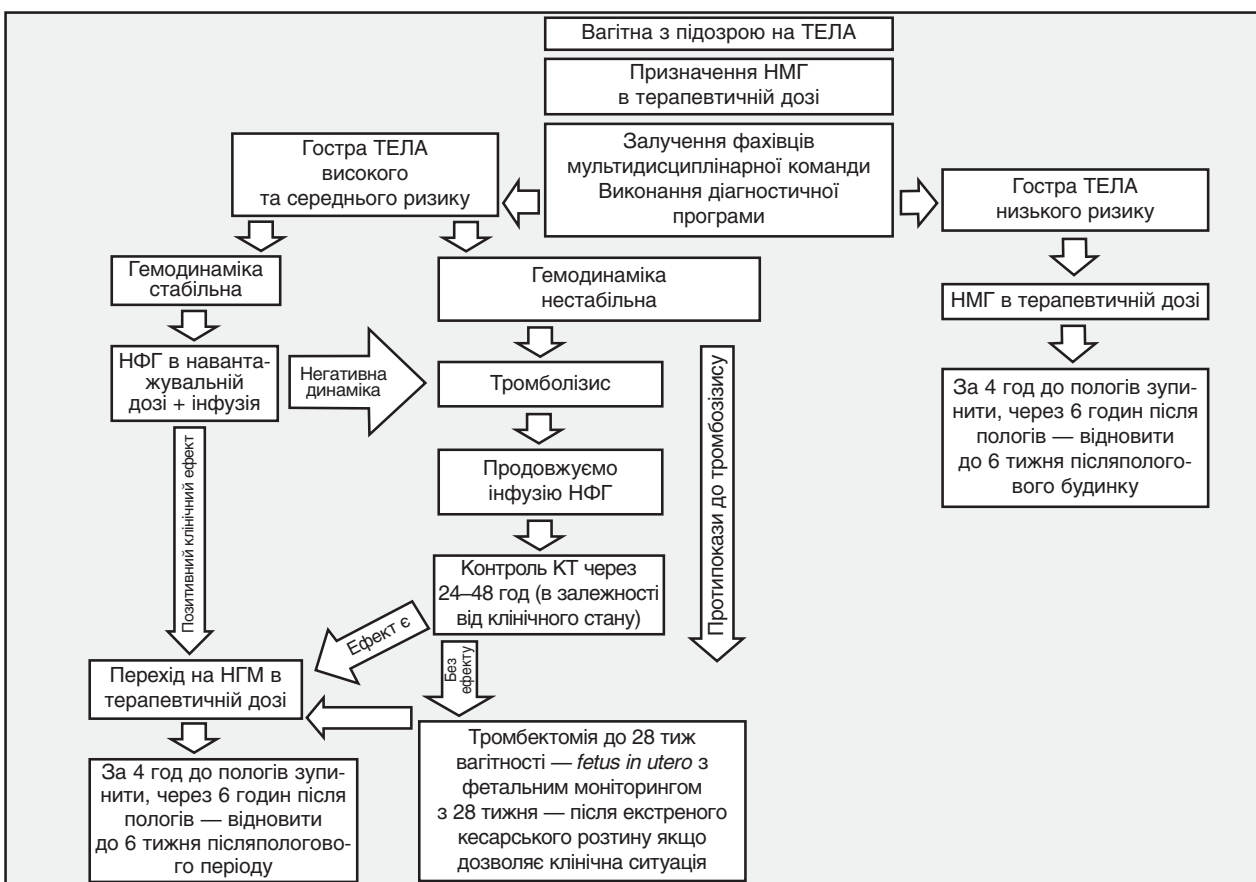 Вагітна з підозрою на ТЕЛА
Призначення НМГ
в терапевтичній дозі
Залучення фахівців
мультидисциплінарної команди
Виконання діагностичної
програми
Гостра ТЕЛА
високого
та середнього ризику
Гостра ТЕЛА
низького ризику
Гемодинаміка
стабільна
Гемодинаміка
нестабільна
НМГ в терапевтичній дозі
НФГ в наванта-
жувальній
дозі + інфузія
Негативна
динаміка
Тромболізис
Протипокази до тромбозізису
За 4 год до пологів зупи-
нити, через 6 годин після
пологів — відновити
до 6 тижня післяполого-
вого будинку
Позитивний клінічний ефект
Продовжуємо
інфузію НФГ
Контроль КТ через
24–48 год (в залежності
від клінічного стану)
Ефект є
Без
ефекту
Перехід на НГМ в
терапевтичній дозі
Тромбектомія до 28 тиж
вагітності — fetus in utero з
фетальним моніторингом
з 28 тижня — після екстреного
кесарського розтину якщо
дозволяє клінічна ситуація
За 4 год до пологів зупи-
нити, через 6 годин після
пологів — відновити
до 6 тижня післяпологово-
го періоду